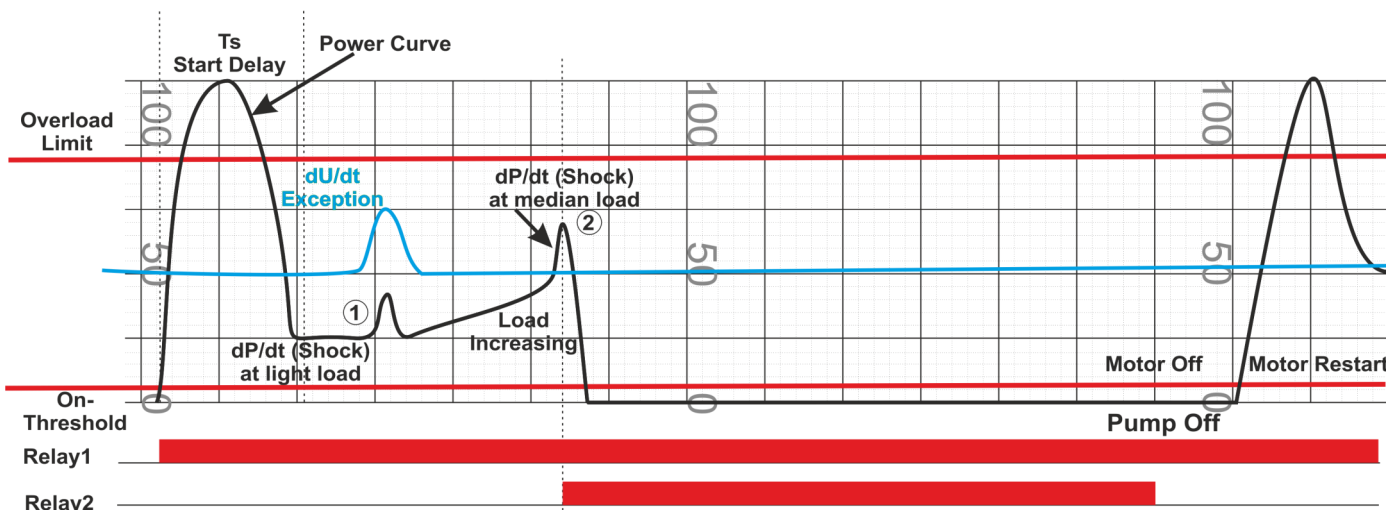 Ts
Start Delay
Power Curve
100
100
100
Overload
Limit
dU/dt
Exception
dP/dt (Shock)
at median load
2
50
50
50
1
Load
Increasing
dP/dt (Shock)
at light load
Motor Off
Motor Restart
0
0
0
On-
Threshold
Pump Off
Relay1
Relay2